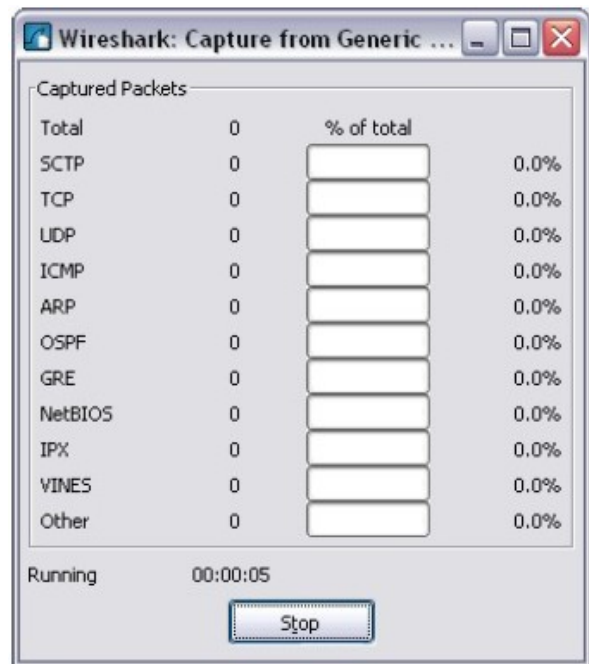 Wireshark: Capture from Generic ...
Captured Packets
Total 0 % of total
SCTP 0 0.0%
TCP 0 0.0%
UDP 0 0.0%
ICMP 0 0.0%
ARP 0 0.0%
OSPF 0 0.0%
GRE 0 0.0%
NetBIOS 0 0.0%
IPX 0 0.0%
VINES 0 0.0%
Other 0 0.0%
Running 00:00:05
Stop